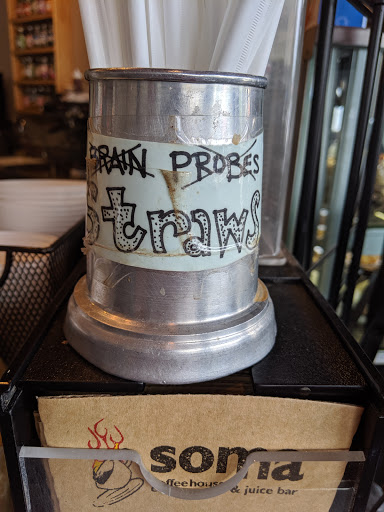 BRAIN PROBES
Straws
soma
coffeehouse & juice bar